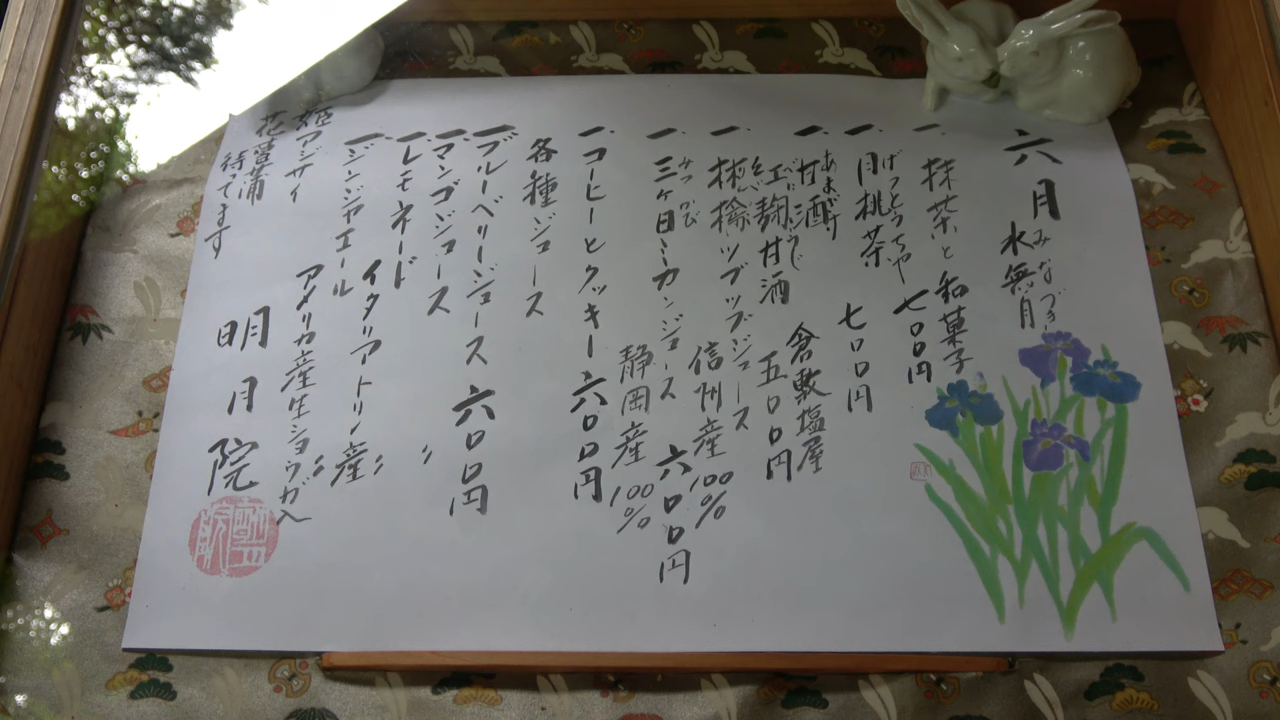 六月
水無月
みなづき
一、抹茶と和菓子
七〇〇円
一、月桃茶
げっとうちゃ
七〇〇円
一、甘酒
あまざけ
紅麹甘酒
べにこうじ
倉敷塩屋
五〇〇円
一、林檎ツブツブジュース
りんご
信州産100%
一、三ヶ日ミカンジュース
みっかび
静岡産100%
六〇〇円
一、コーヒーとクッキー
六〇〇円
各種ジュース
一、ブルーベリージュース 六〇〇円
一、マンゴジュース 〃
一、レモネード イタリアトリノ産 〃
一、ジンジャエール アメリカ産生ショウガ入 〃
姫アジサイ
花菖蒲
待ってます
明月院